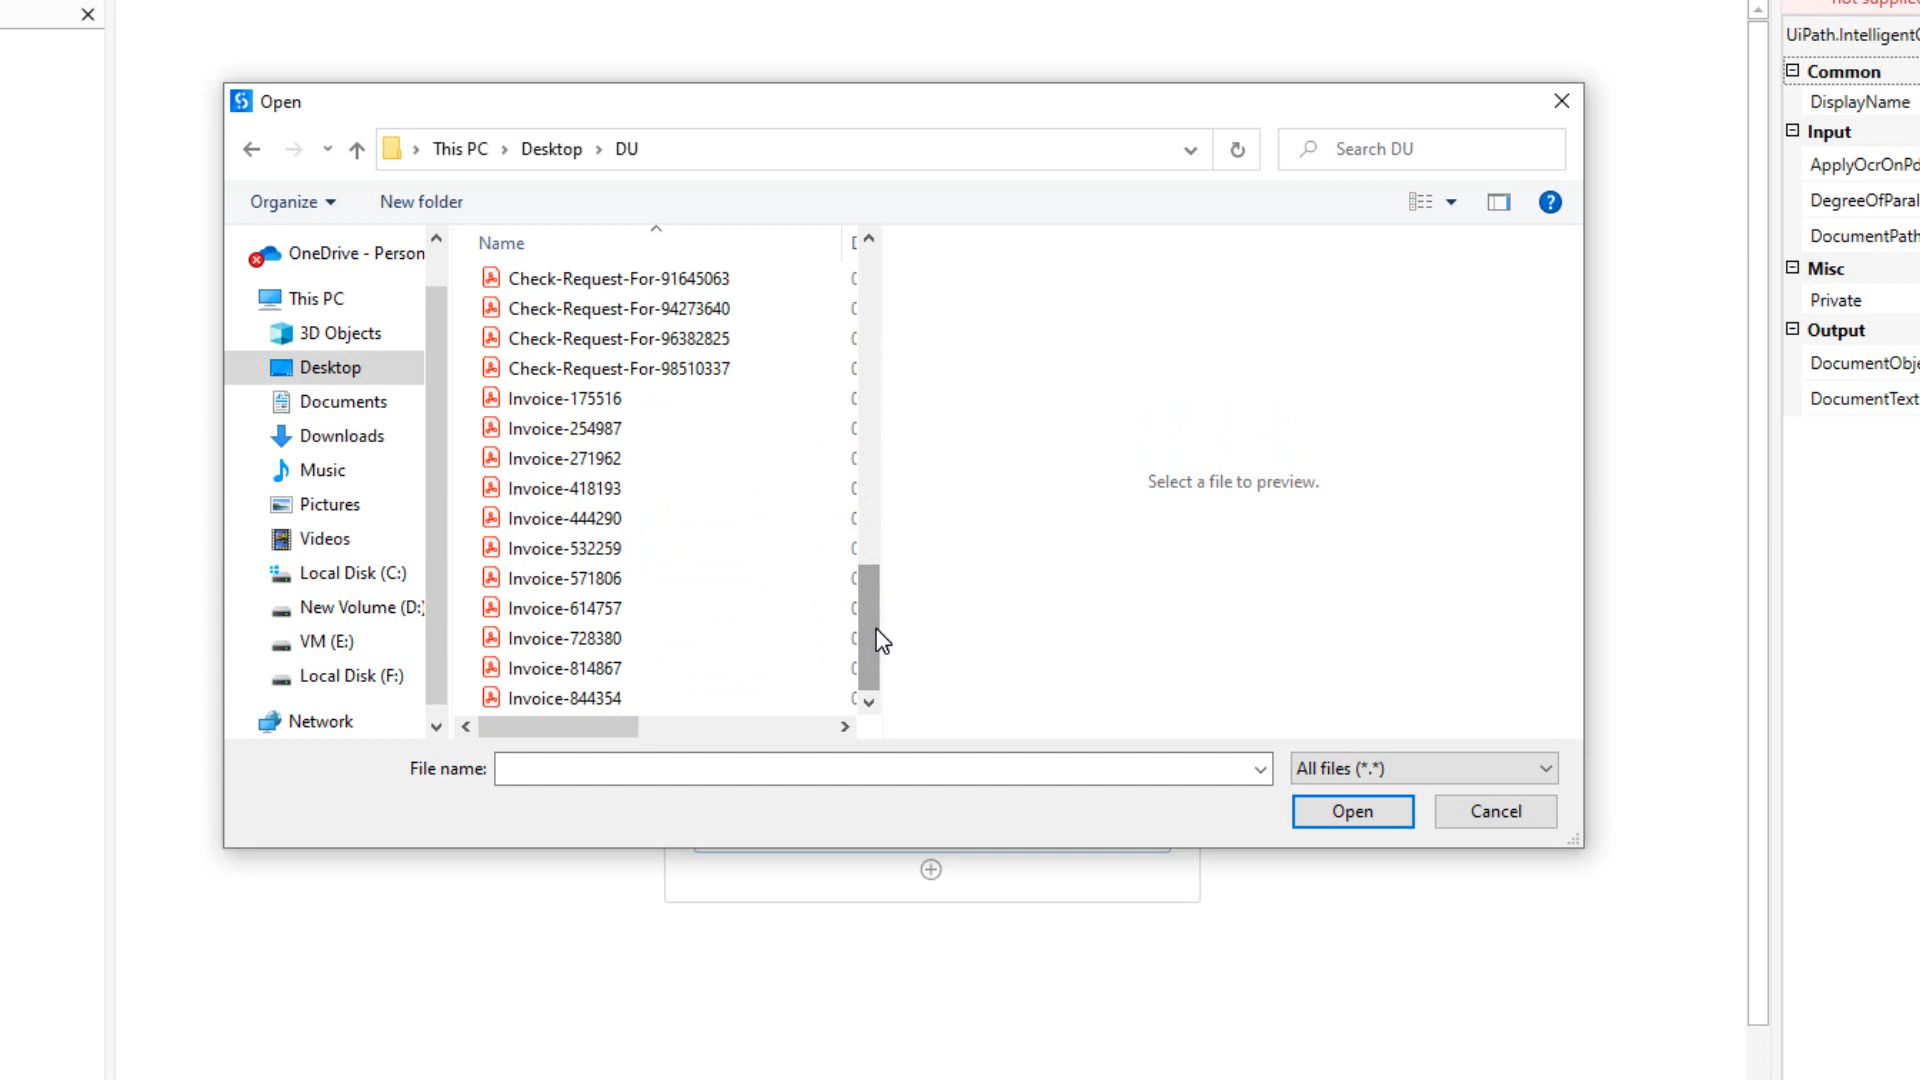 not supplied
UiPath.Intelligent
Open
This PC > Desktop > DU
Search DU
Organize
New folder
OneDrive - Person
This PC
3D Objects
Desktop
Documents
Downloads
Music
Pictures
Videos
Local Disk (C:)
New Volume (D:)
VM (E:)
Local Disk (F:)
Network
Name
Check-Request-For-91645063
Check-Request-For-94273640
Check-Request-For-96382825
Check-Request-For-98510337
Invoice-175516
Invoice-254987
Invoice-271962
Invoice-418193
Invoice-444290
Invoice-532259
Invoice-571806
Invoice-614757
Invoice-728380
Invoice-814867
Invoice-844354
Select a file to preview.
File name:
All files (*.*)
Open
Cancel
Common
DisplayName
Input
ApplyOcrOnPd
DegreeOfParal
DocumentPath
Misc
Private
Output
DocumentObje
DocumentText